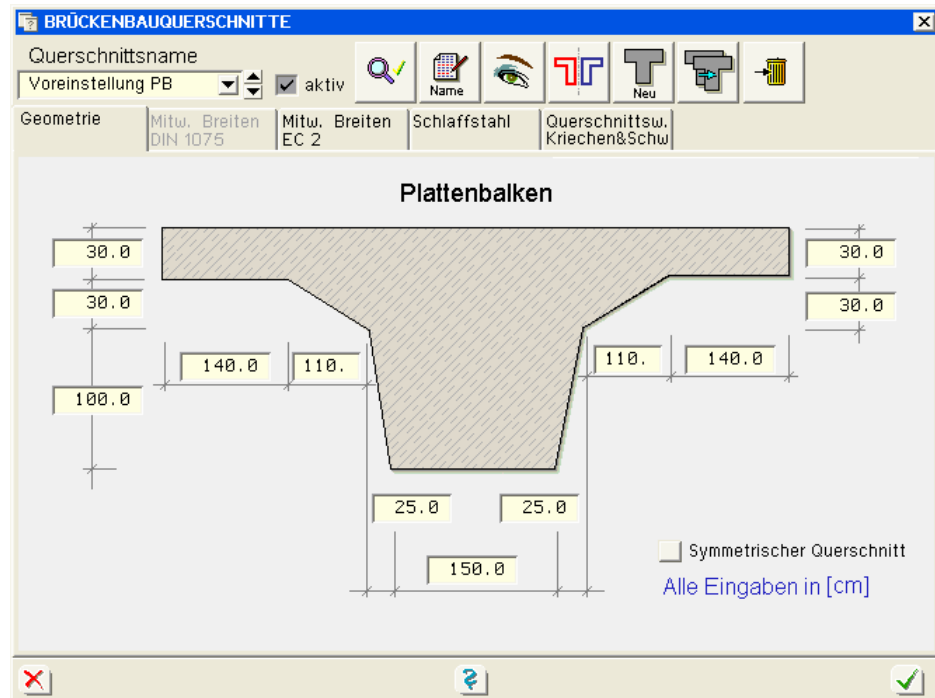 BRÜCKENBAUQUERSCHNITTE
Querschnittsname
Voreinstellung PB
aktiv
Name
Neu
Geometrie
Mitw. Breiten
DIN 1075
Mitw. Breiten
EC 2
Schlaffstahl
Querschnittsw.
Kriechen&Schw
Plattenbalken
30.0
30.0
30.0
30.0
140.0
110.
110.
140.0
100.0
25.0
25.0
150.0
Symmetrischer Querschnitt
Alle Eingaben in [cm]